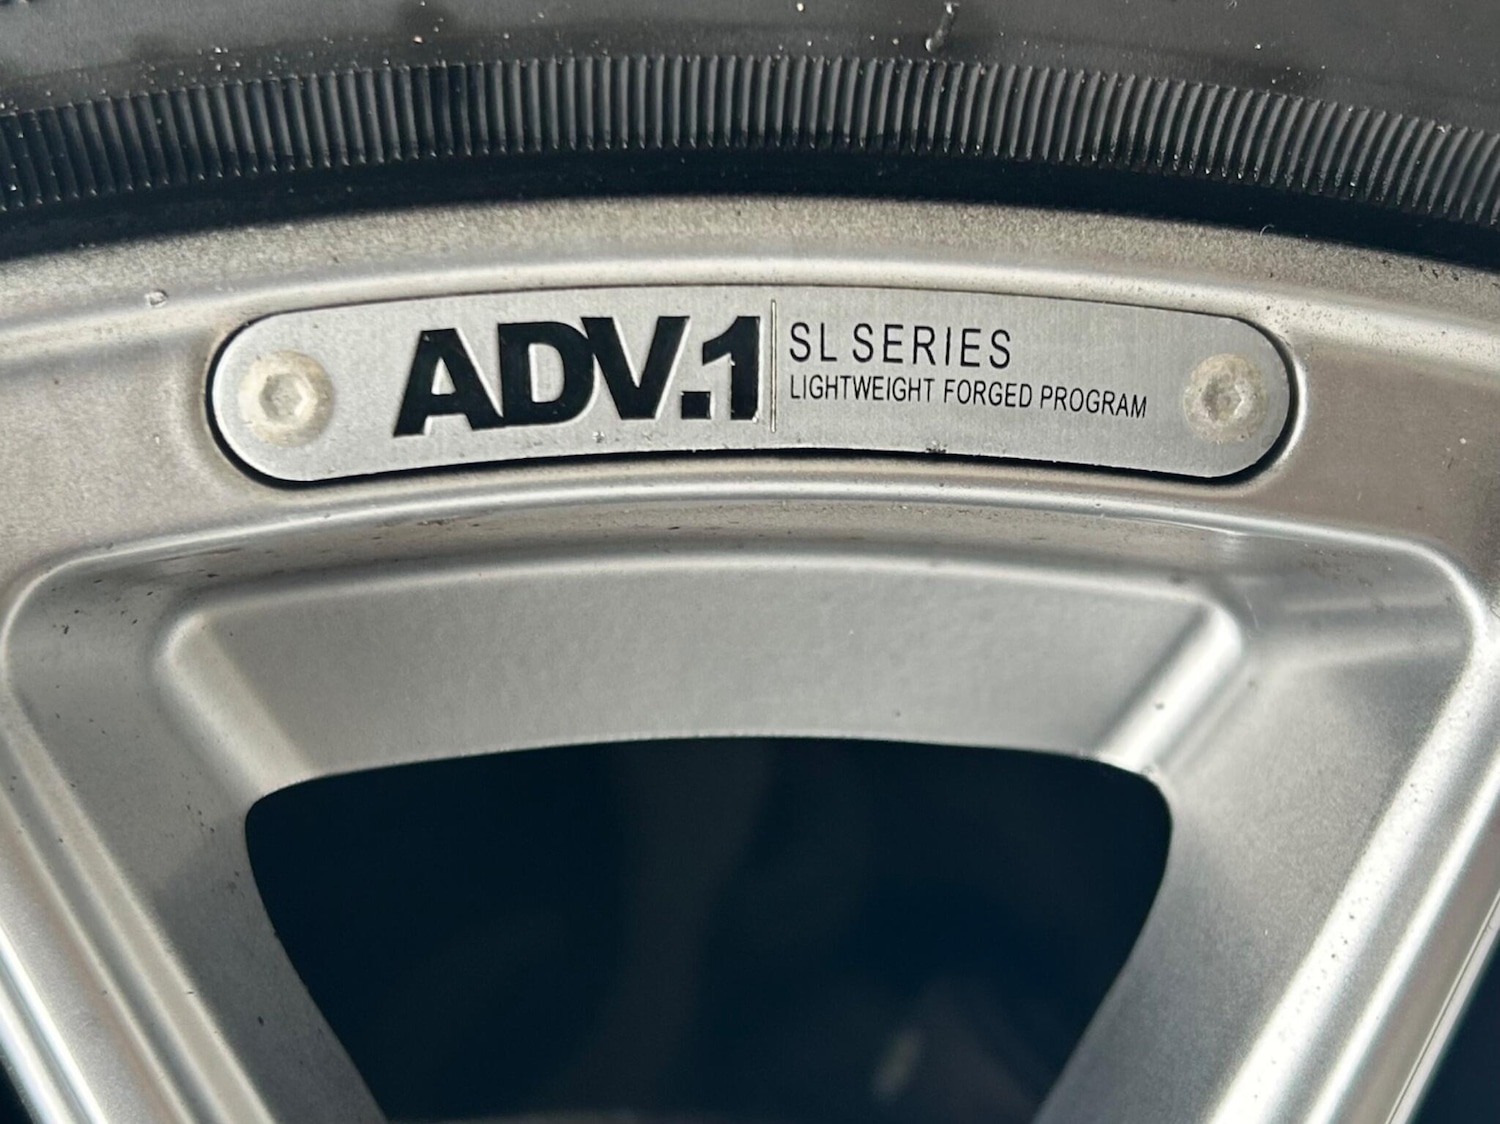 ADV.1
SL SERIES
LIGHTWEIGHT FORGED PROGRAM